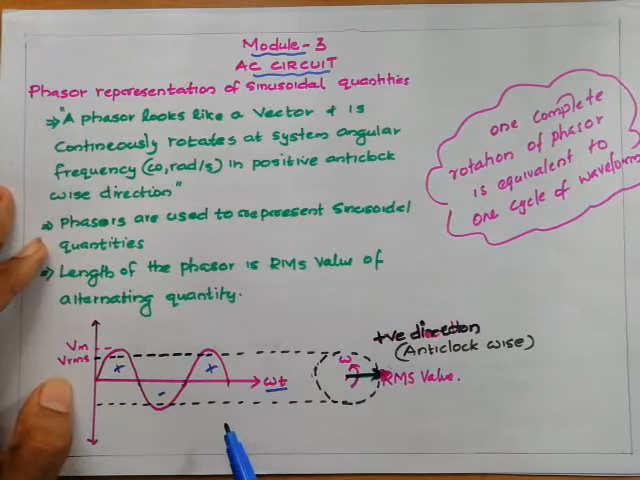 Module-3
AC CIRCUIT
Phasor representation of sinusoidal quantities
⇒ "A phasor looks like a Vector & is
contineously rotates at system angular
frequency (ω, rad/s) in positive anticlock
wise direction"
⇒ Phasors are used to represent sinusoidal
quantities
⇒ Length of the phasor is RMS value of
alternating quantity.
one complete
rotation of phasor
is equivalent to
one cycle of waveform
Vm
Vrms
+
-
+
ωt
+ve direction
(Anticlock wise)
ω
RMS Value.